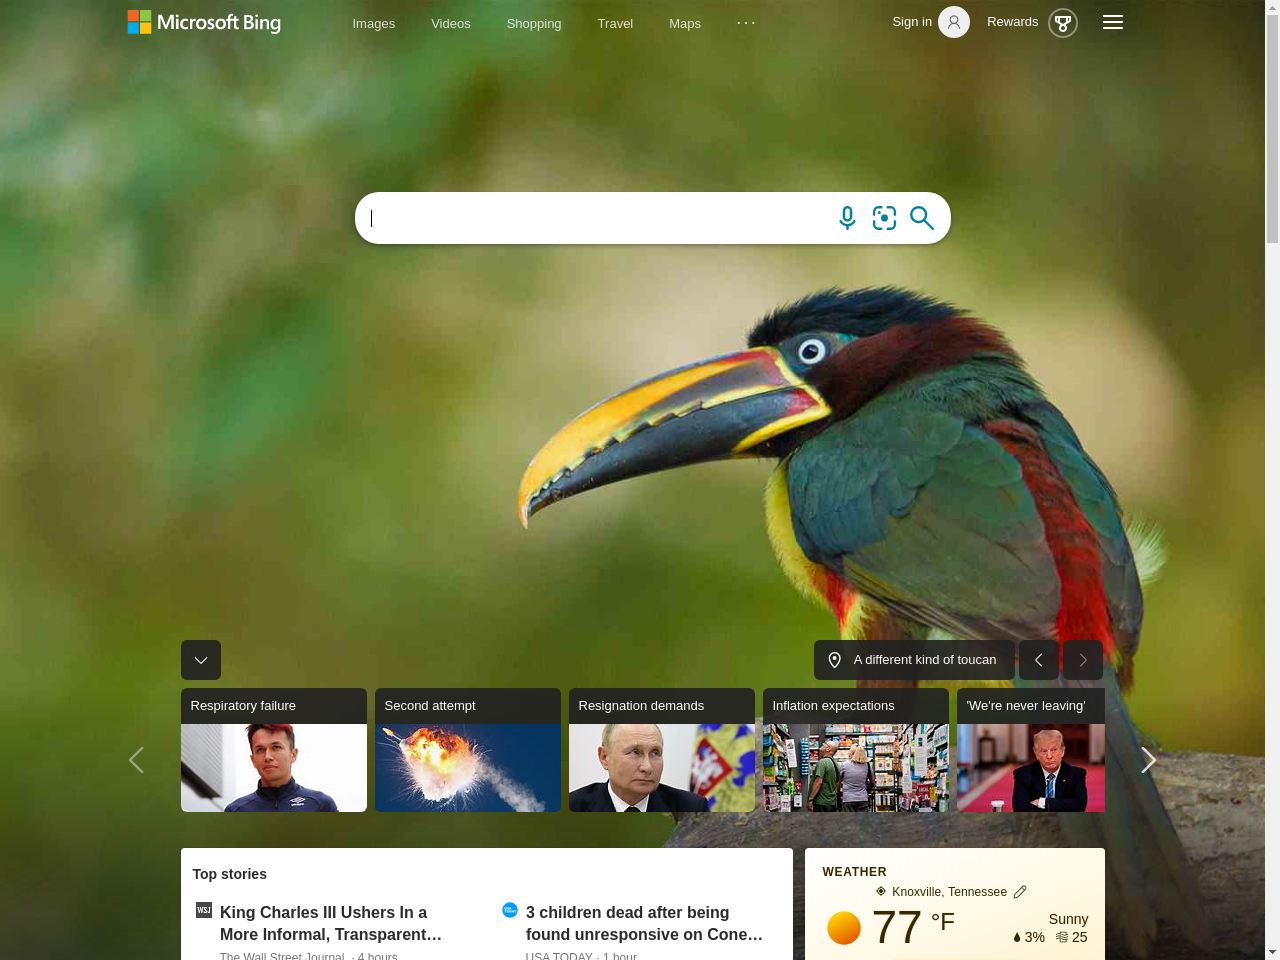 Microsoft Bing
Images Videos Shopping Travel Maps ...
Sign in Rewards
A different kind of toucan
Respiratory failure
Second attempt
Resignation demands
Inflation expectations
'We're never leaving'
Top stories
WSJ
King Charles III Ushers In a
More Informal, Transparent…
The Wall Street Journal · 4 hours
3 children dead after being
found unresponsive on Cone…
USA TODAY · 1 hour
WEATHER
Knoxville, Tennessee
77 °F
Sunny
3% 25